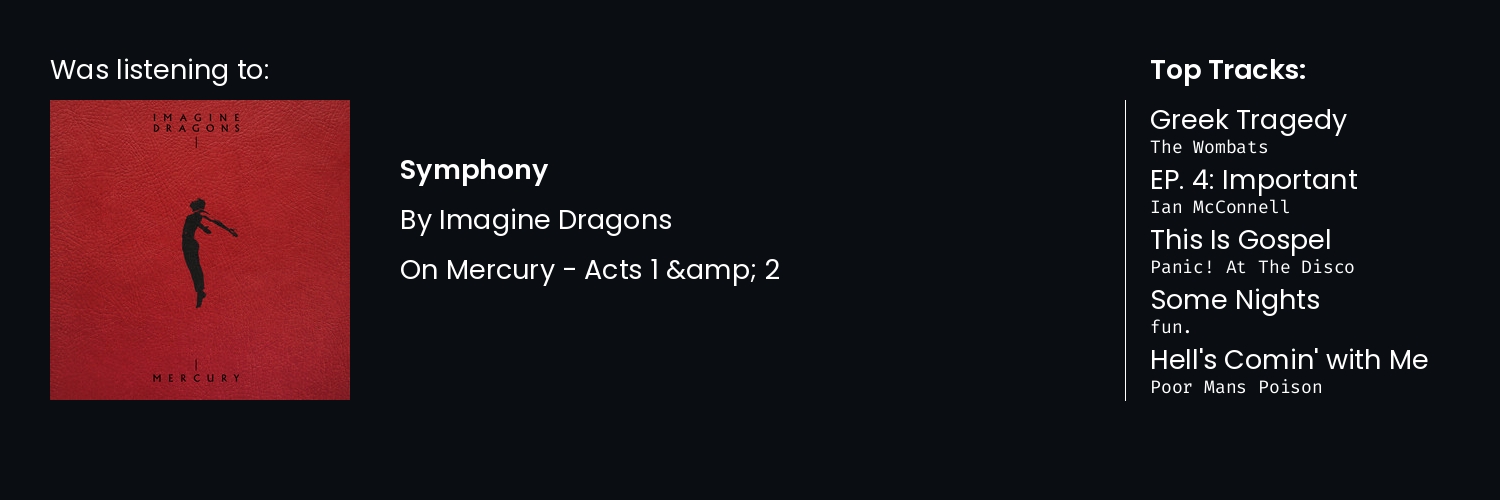 Was listening to:
IMAGINE
DRAGONS
MERCURY
Symphony
By Imagine Dragons
On Mercury - Acts 1 &amp; 2
Top Tracks:
Greek Tragedy
The Wombats
EP. 4: Important
Ian McConnell
This Is Gospel
Panic! At The Disco
Some Nights
fun.
Hell's Comin' with Me
Poor Mans Poison